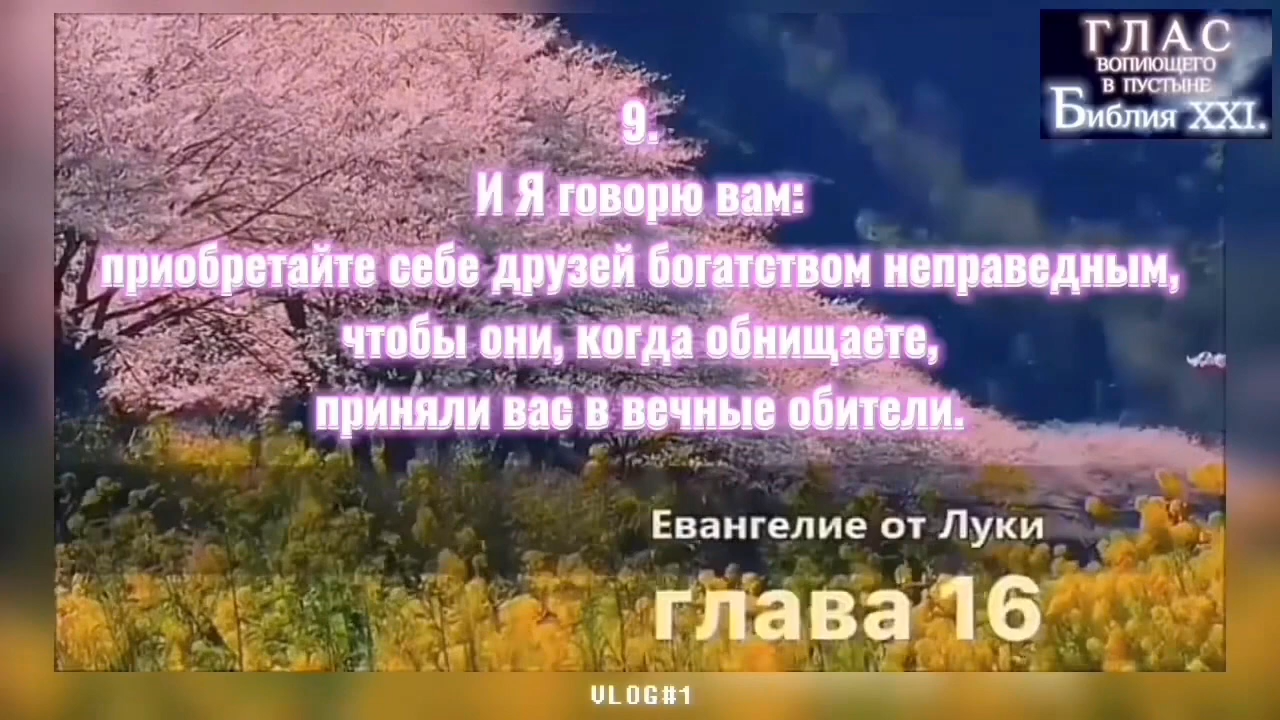 ГЛАС
ВОПИЮЩЕГО
В ПУСТЫНЕ
Библия XXI.
9.
И Я говорю вам:
приобретайте себе друзей богатством неправедным,
чтобы они, когда обнищаете,
приняли вас в вечные обители.
Евангелие от Луки
глава 16
VLOG#1